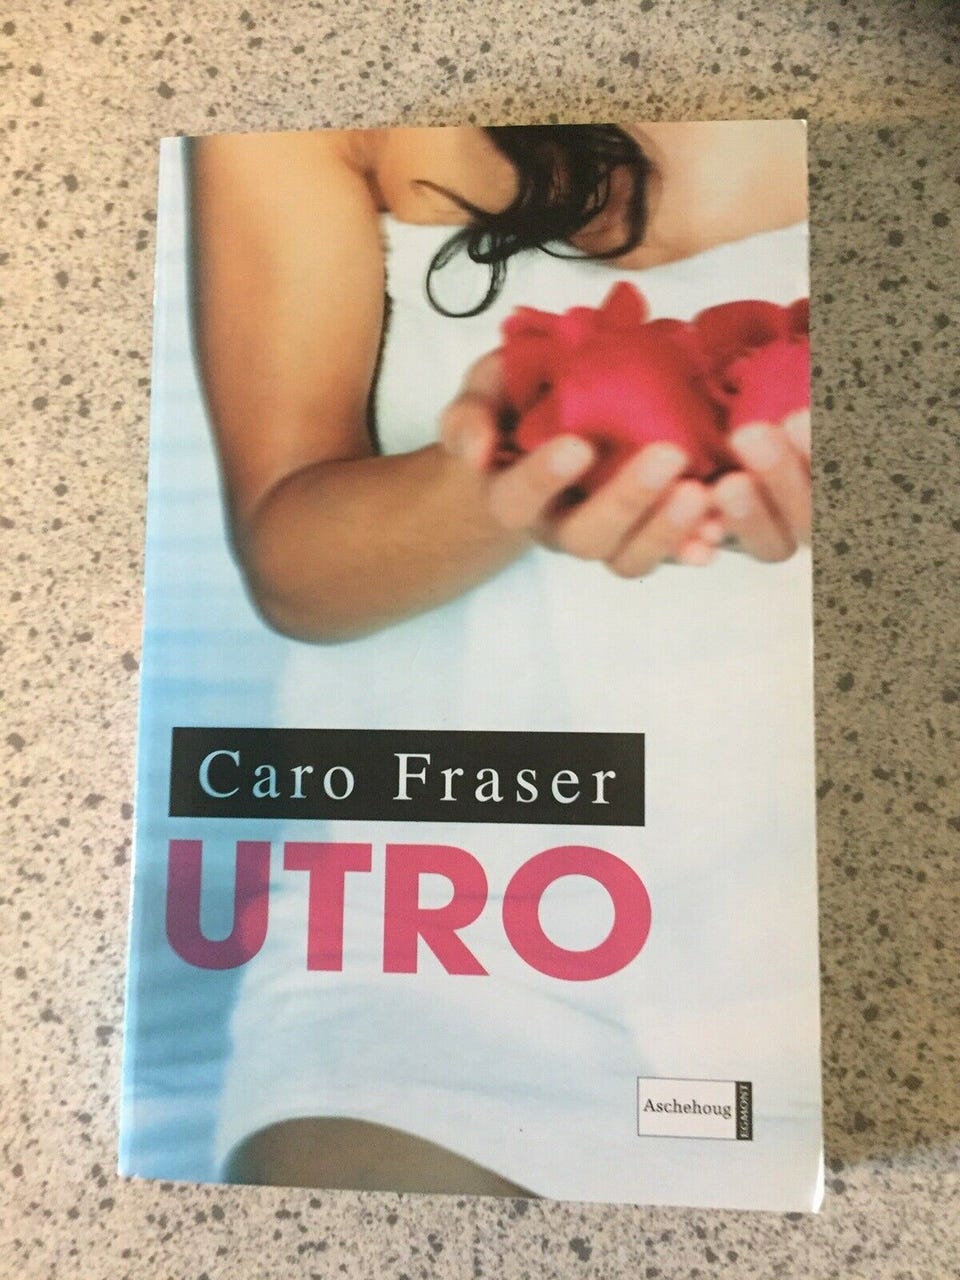 Caro Fraser
UTRO
Aschehoug
EGMONT